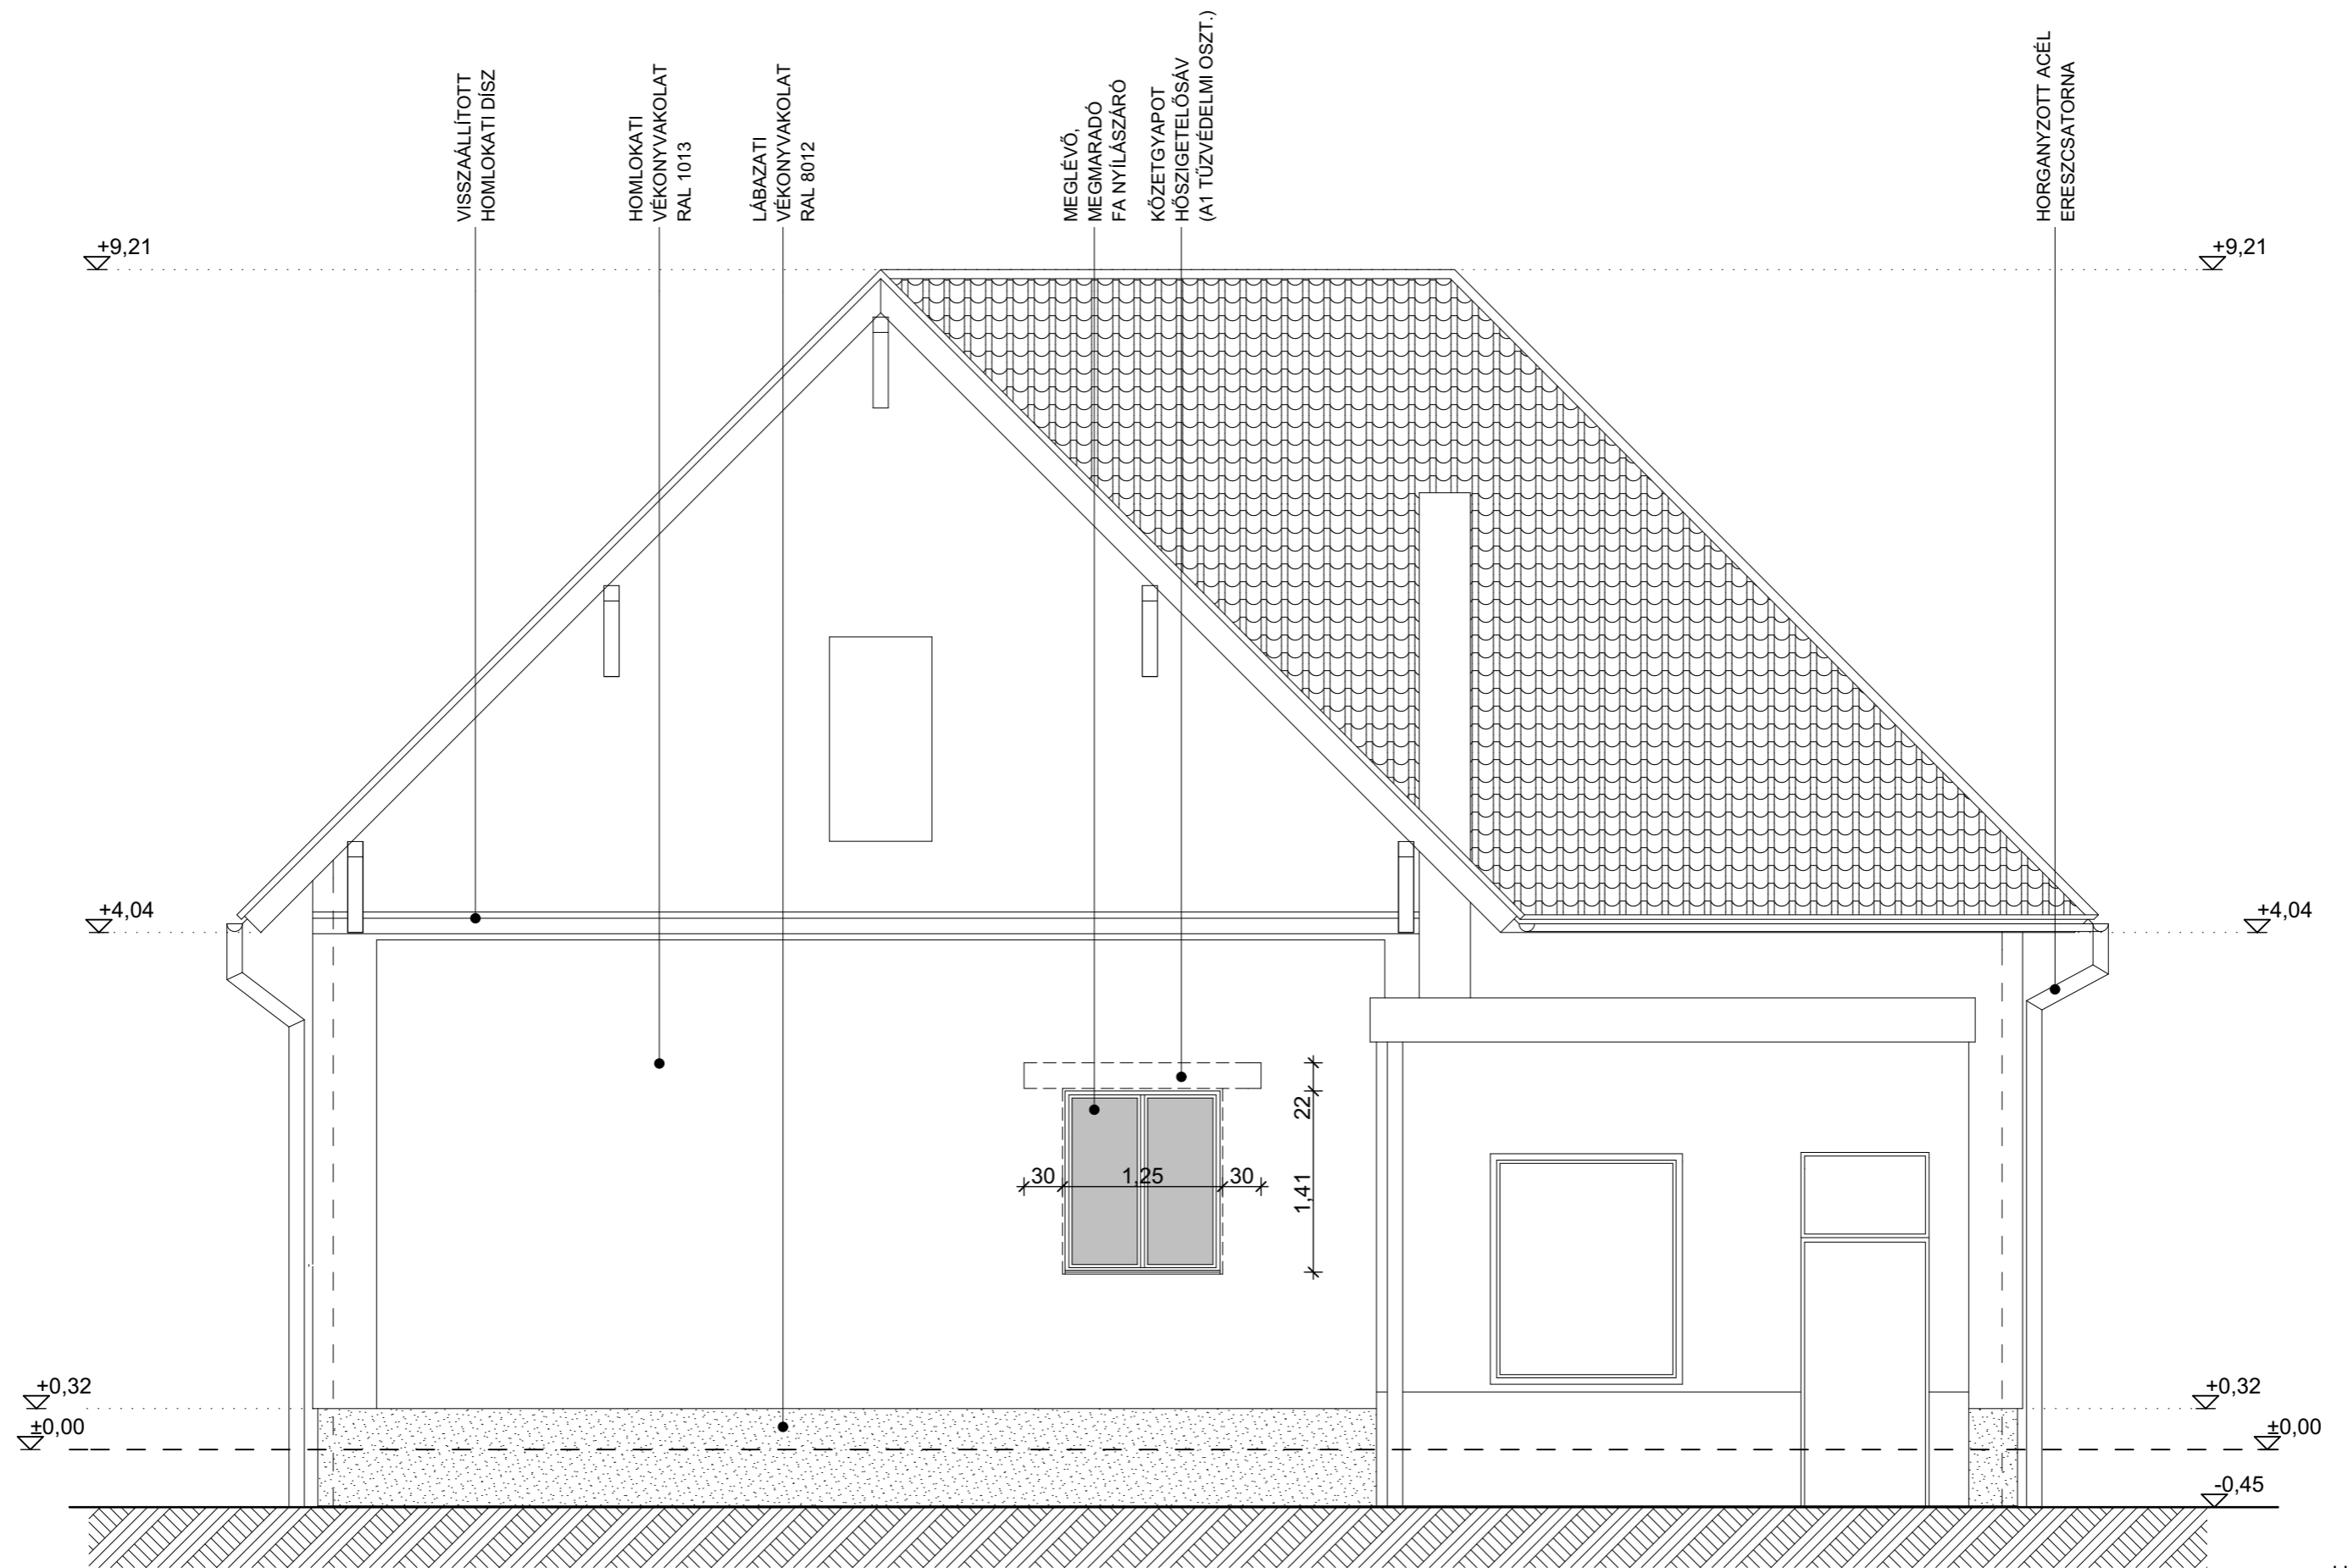 VISSZAÁLLÍTOTT
HOMLOKATI DÍSZ
HOMLOKATI
VÉKONYVAKOLAT
RAL 1013
LÁBAZATI
VÉKONYVAKOLAT
RAL 8012
MEGLÉVŐ,
MEGMARADÓ
FA NYÍLÁSZÁRÓ
KŐZETGYAPOT
HŐSZIGETELŐSÁV
(A1 TŰZVÉDELMI OSZT.)
HORGANYZOTT ACÉL
ERESZCSATORNA
+9,21
+9,21
+4,04
+4,04
22
30
1,25
30
1,41
+0,32
+0,32
±0,00
±0,00
-0,45